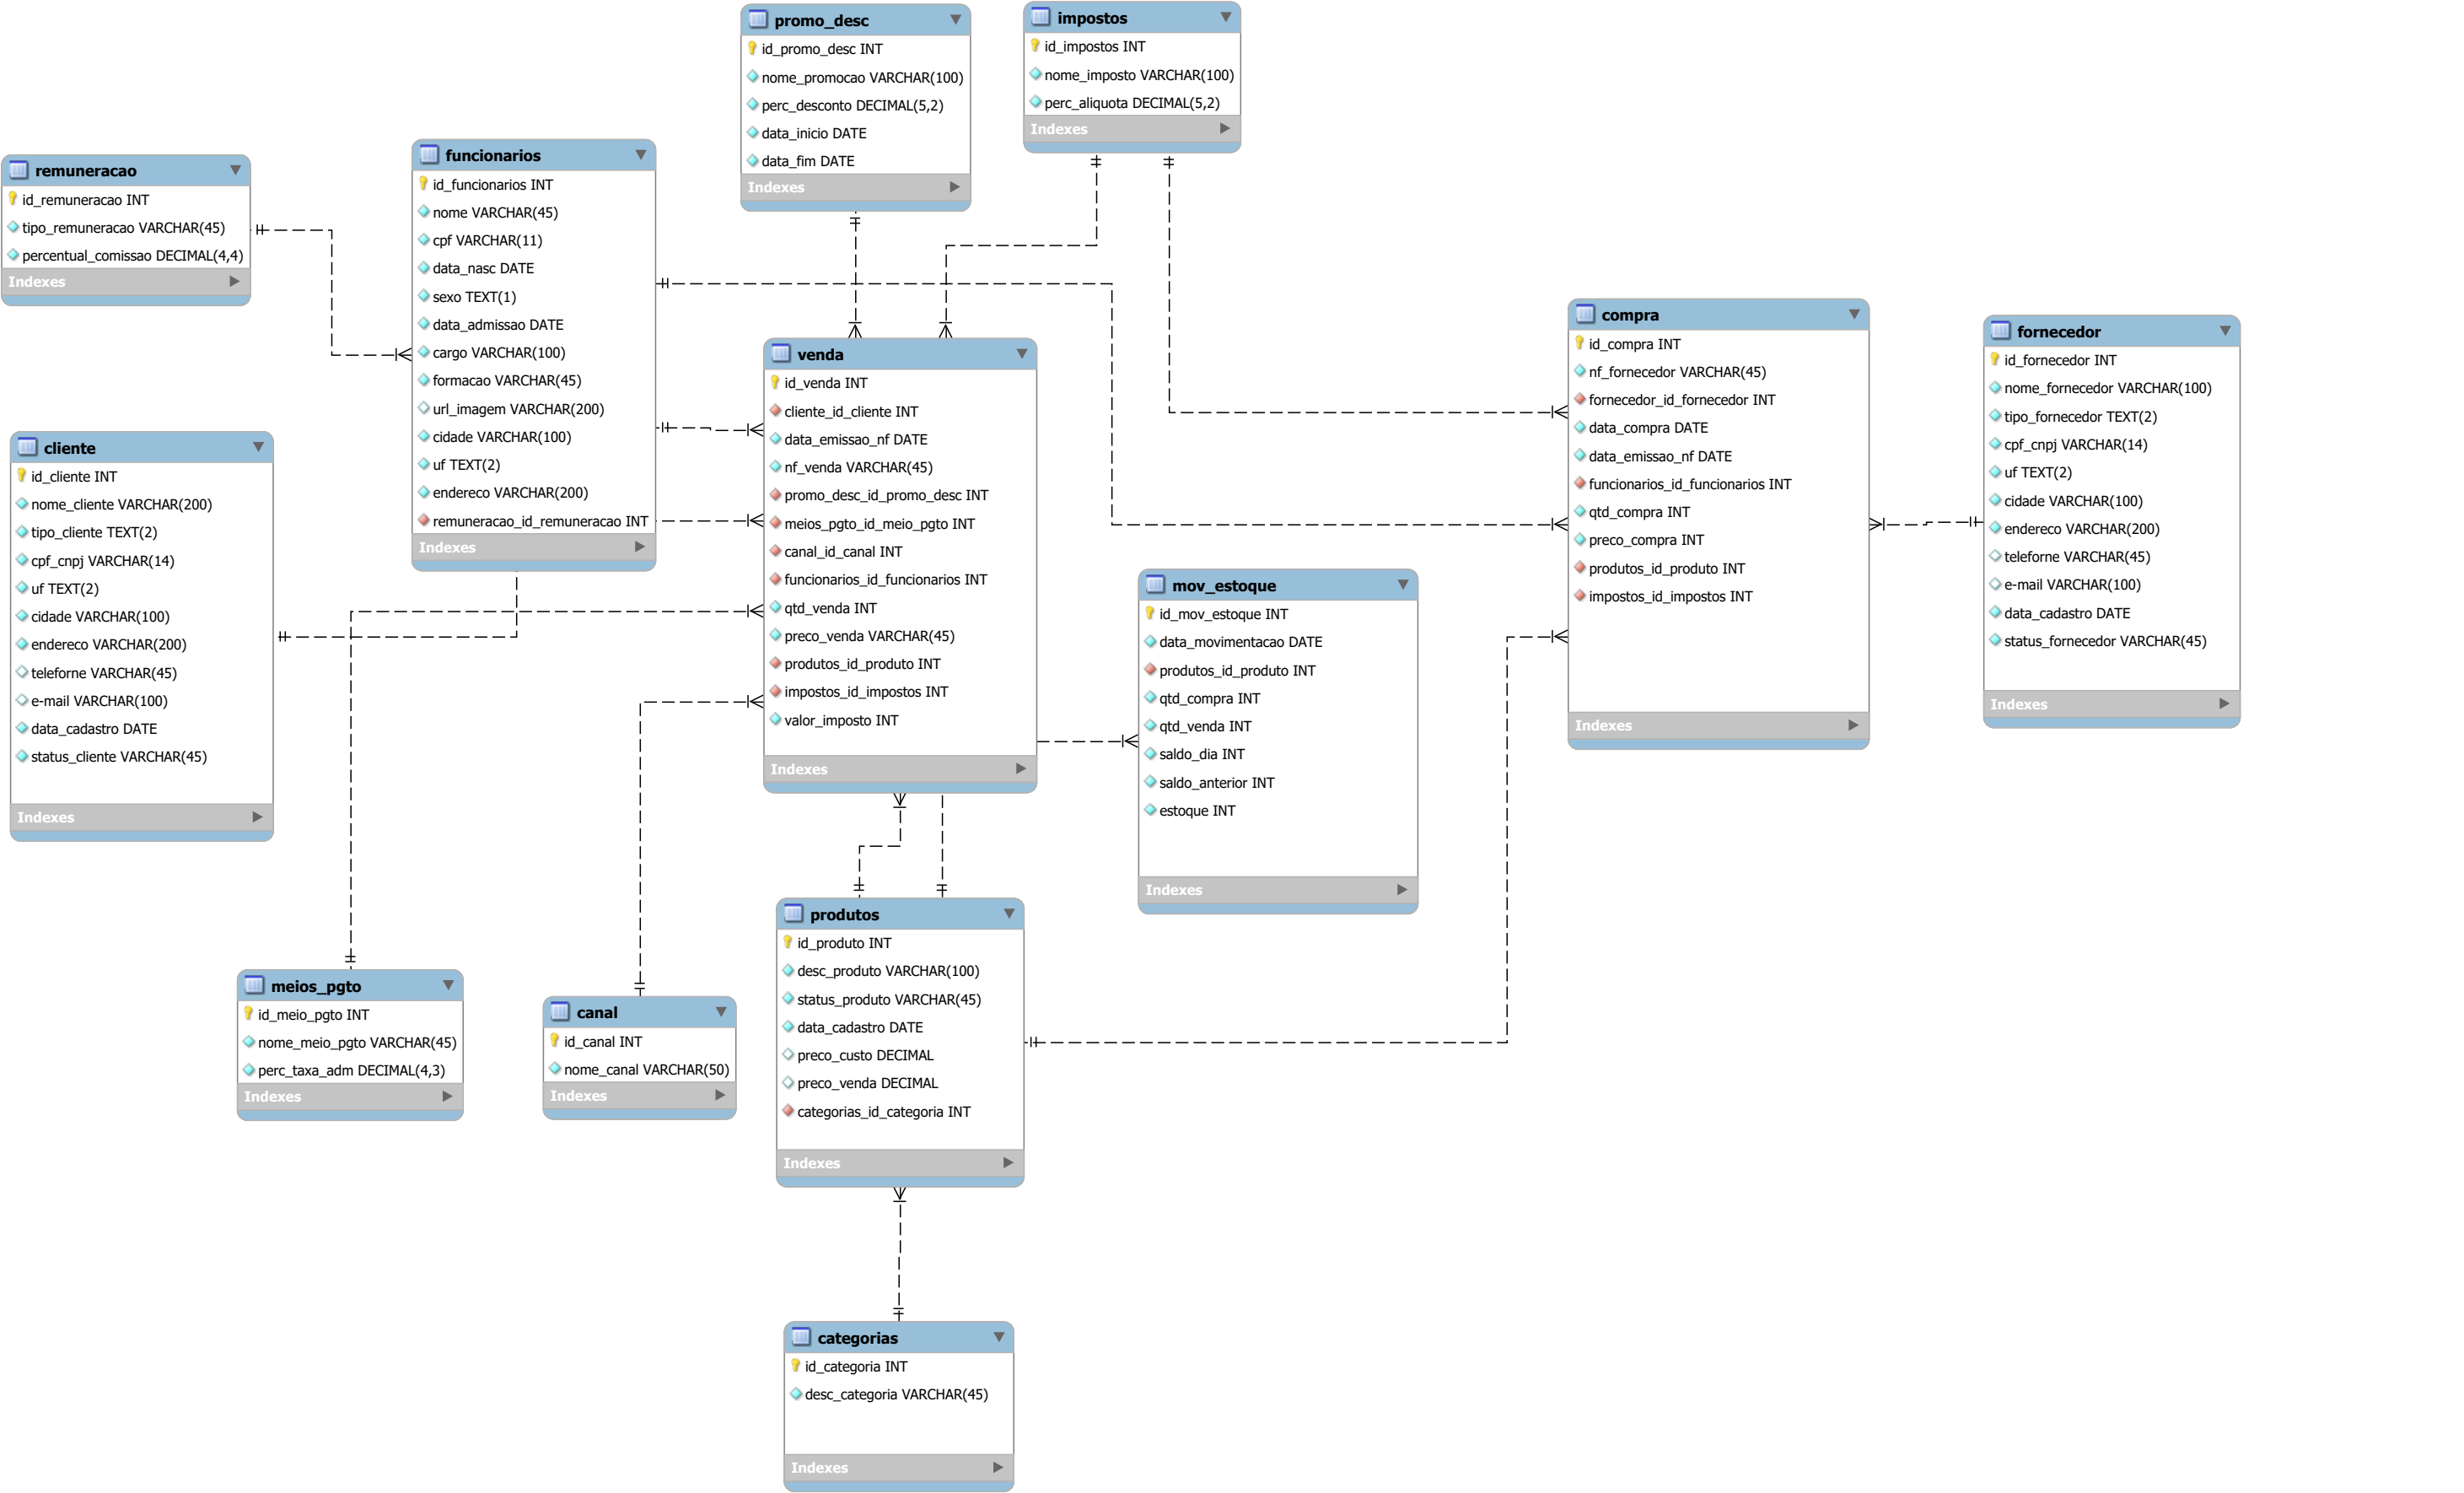 promo_desc
id_promo_desc INT
nome_promocao VARCHAR(100)
perc_desconto DECIMAL(5,2)
data_inicio DATE
data_fim DATE
Indexes
impostos
id_impostos INT
nome_imposto VARCHAR(100)
perc_aliquota DECIMAL(5,2)
Indexes
remuneracao
id_remuneracao INT
tipo_remuneracao VARCHAR(45)
percentual_comissao DECIMAL(4,4)
Indexes
funcionarios
id_funcionarios INT
nome VARCHAR(45)
cpf VARCHAR(11)
data_nasc DATE
sexo TEXT(1)
data_admissao DATE
cargo VARCHAR(100)
formacao VARCHAR(45)
url_imagem VARCHAR(200)
cidade VARCHAR(100)
uf TEXT(2)
endereco VARCHAR(200)
remuneracao_id_remuneracao INT
Indexes
cliente
id_cliente INT
nome_cliente VARCHAR(200)
tipo_cliente TEXT(2)
cpf_cnpj VARCHAR(14)
uf TEXT(2)
cidade VARCHAR(100)
endereco VARCHAR(200)
teleforne VARCHAR(45)
e-mail VARCHAR(100)
data_cadastro DATE
status_cliente VARCHAR(45)
Indexes
venda
id_venda INT
cliente_id_cliente INT
data_emissao_nf DATE
nf_venda VARCHAR(45)
promo_desc_id_promo_desc INT
meios_pgto_id_meio_pgto INT
canal_id_canal INT
funcionarios_id_funcionarios INT
qtd_venda INT
preco_venda VARCHAR(45)
produtos_id_produto INT
impostos_id_impostos INT
valor_imposto INT
Indexes
compra
id_compra INT
nf_fornecedor VARCHAR(45)
fornecedor_id_fornecedor INT
data_compra DATE
data_emissao_nf DATE
funcionarios_id_funcionarios INT
qtd_compra INT
preco_compra INT
produtos_id_produto INT
impostos_id_impostos INT
Indexes
fornecedor
id_fornecedor INT
nome_fornecedor VARCHAR(100)
tipo_fornecedor TEXT(2)
cpf_cnpj VARCHAR(14)
uf TEXT(2)
cidade VARCHAR(100)
endereco VARCHAR(200)
teleforne VARCHAR(45)
e-mail VARCHAR(100)
data_cadastro DATE
status_fornecedor VARCHAR(45)
Indexes
mov_estoque
id_mov_estoque INT
data_movimentacao DATE
produtos_id_produto INT
qtd_compra INT
qtd_venda INT
saldo_dia INT
saldo_anterior INT
estoque INT
Indexes
meios_pgto
id_meio_pgto INT
nome_meio_pgto VARCHAR(45)
perc_taxa_adm DECIMAL(4,3)
Indexes
canal
id_canal INT
nome_canal VARCHAR(50)
Indexes
produtos
id_produto INT
desc_produto VARCHAR(100)
status_produto VARCHAR(45)
data_cadastro DATE
preco_custo DECIMAL
preco_venda DECIMAL
categorias_id_categoria INT
Indexes
categorias
id_categoria INT
desc_categoria VARCHAR(45)
Indexes